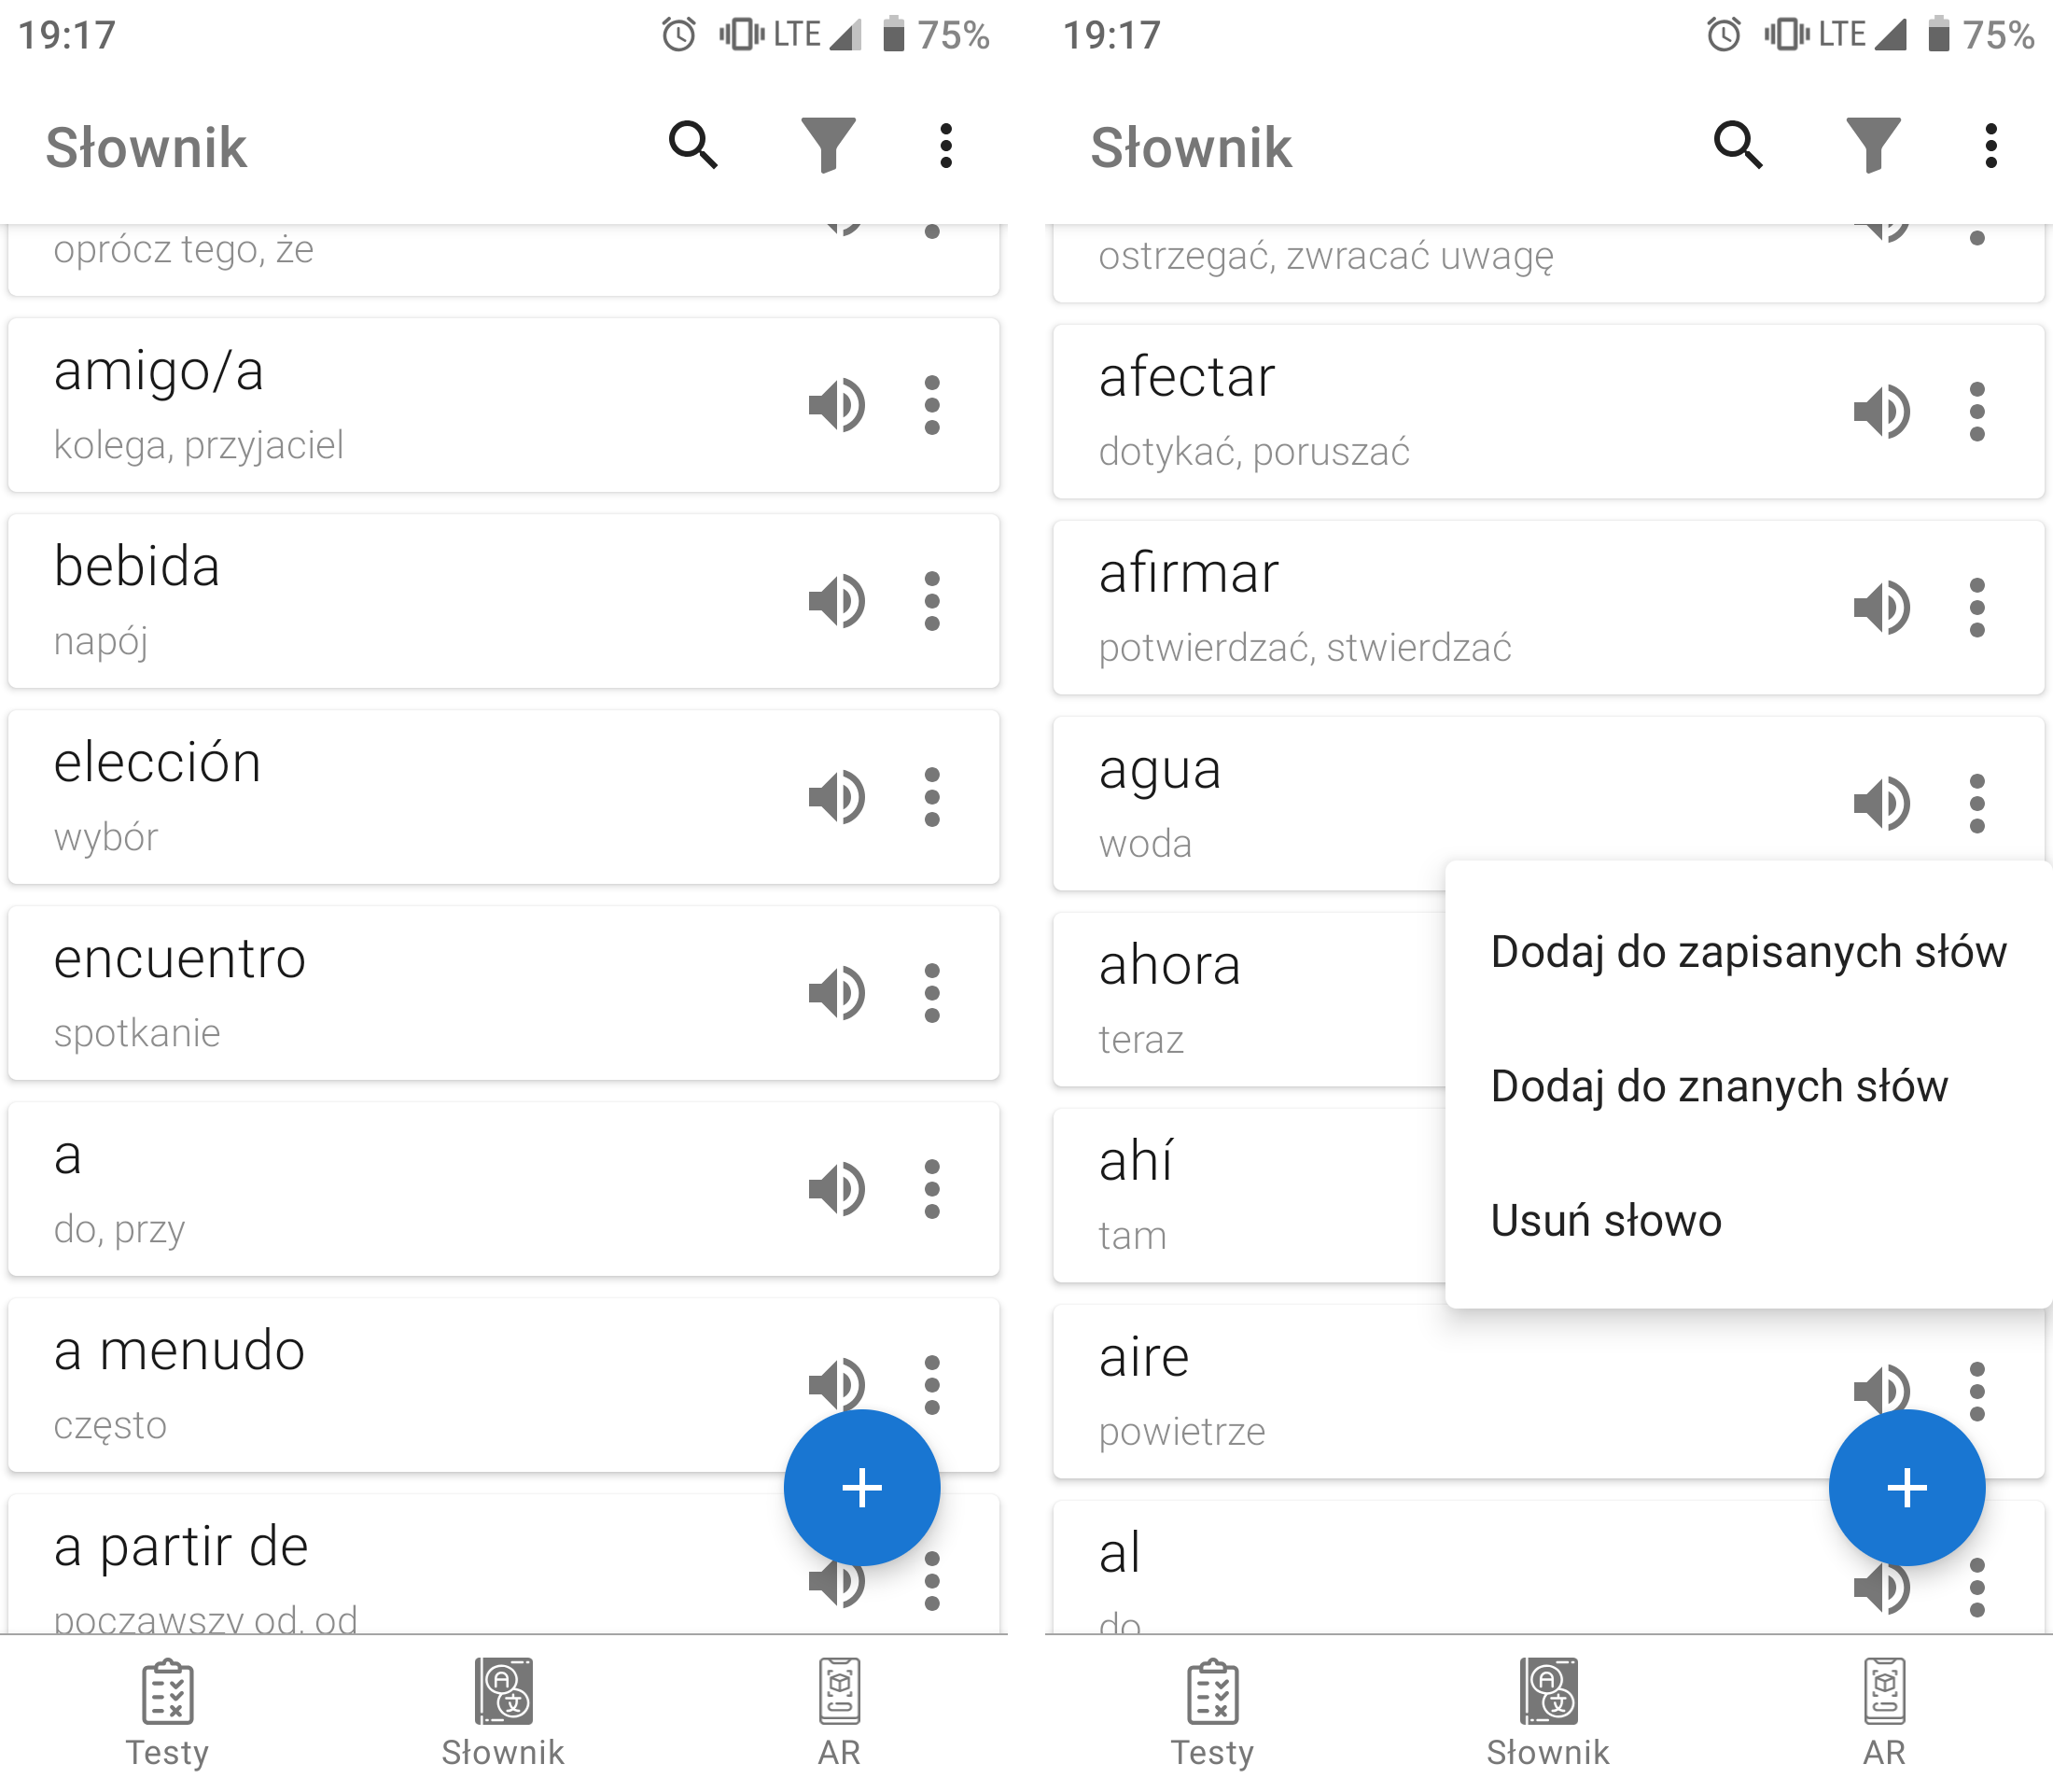 19:17
LTE 75%
Słownik
oprócz tego, że
amigo/a
kolega, przyjaciel
bebida
napój
elección
wybór
encuentro
spotkanie
a
do, przy
a menudo
często
a partir de
począwszy od, od
Testy
Słownik
AR
19:17
LTE 75%
Słownik
ostrzegać, zwracać uwagę
afectar
dotykać, poruszać
afirmar
potwierdzać, stwierdzać
agua
woda
ahora
teraz
ahí
tam
Dodaj do zapisanych słów
Dodaj do znanych słów
Usuń słowo
aire
powietrze
al
do
Testy
Słownik
AR